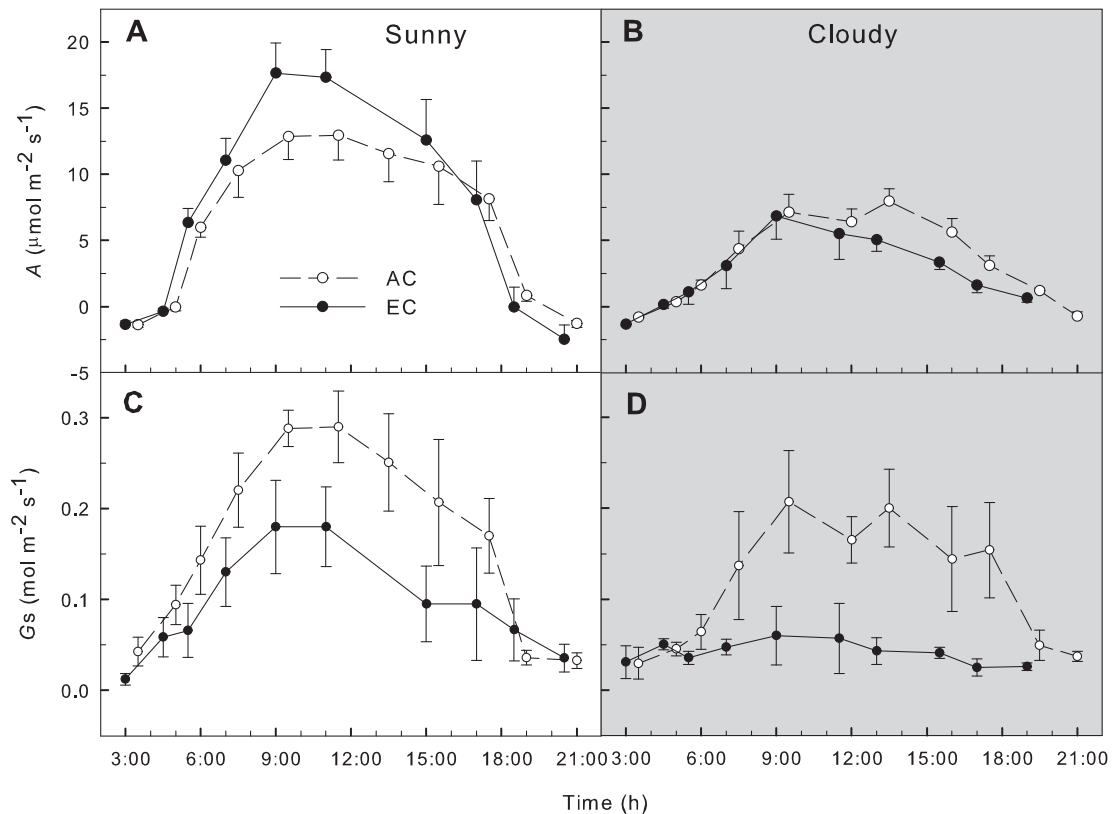 A
Sunny
B
Cloudy
20
15
10
5
0
-5
A (μmol m-2 s-1)
AC
EC
C
D
0.3
0.2
0.1
0.0
Gs (mol m-2 s-1)
3:00 6:00 9:00 12:00 15:00 18:00 21:00
3:00 6:00 9:00 12:00 15:00 18:00 21:00
Time (h)